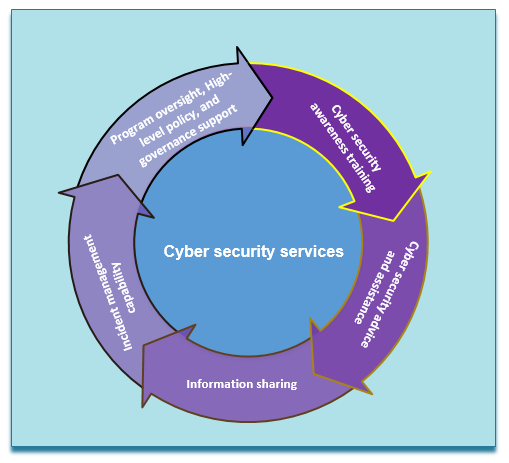 Program oversight, High-
level policy, and
governance support
Cyber security
awareness training
Cyber security advice
and assistance
Information sharing
Incident management
capability
Cyber security services